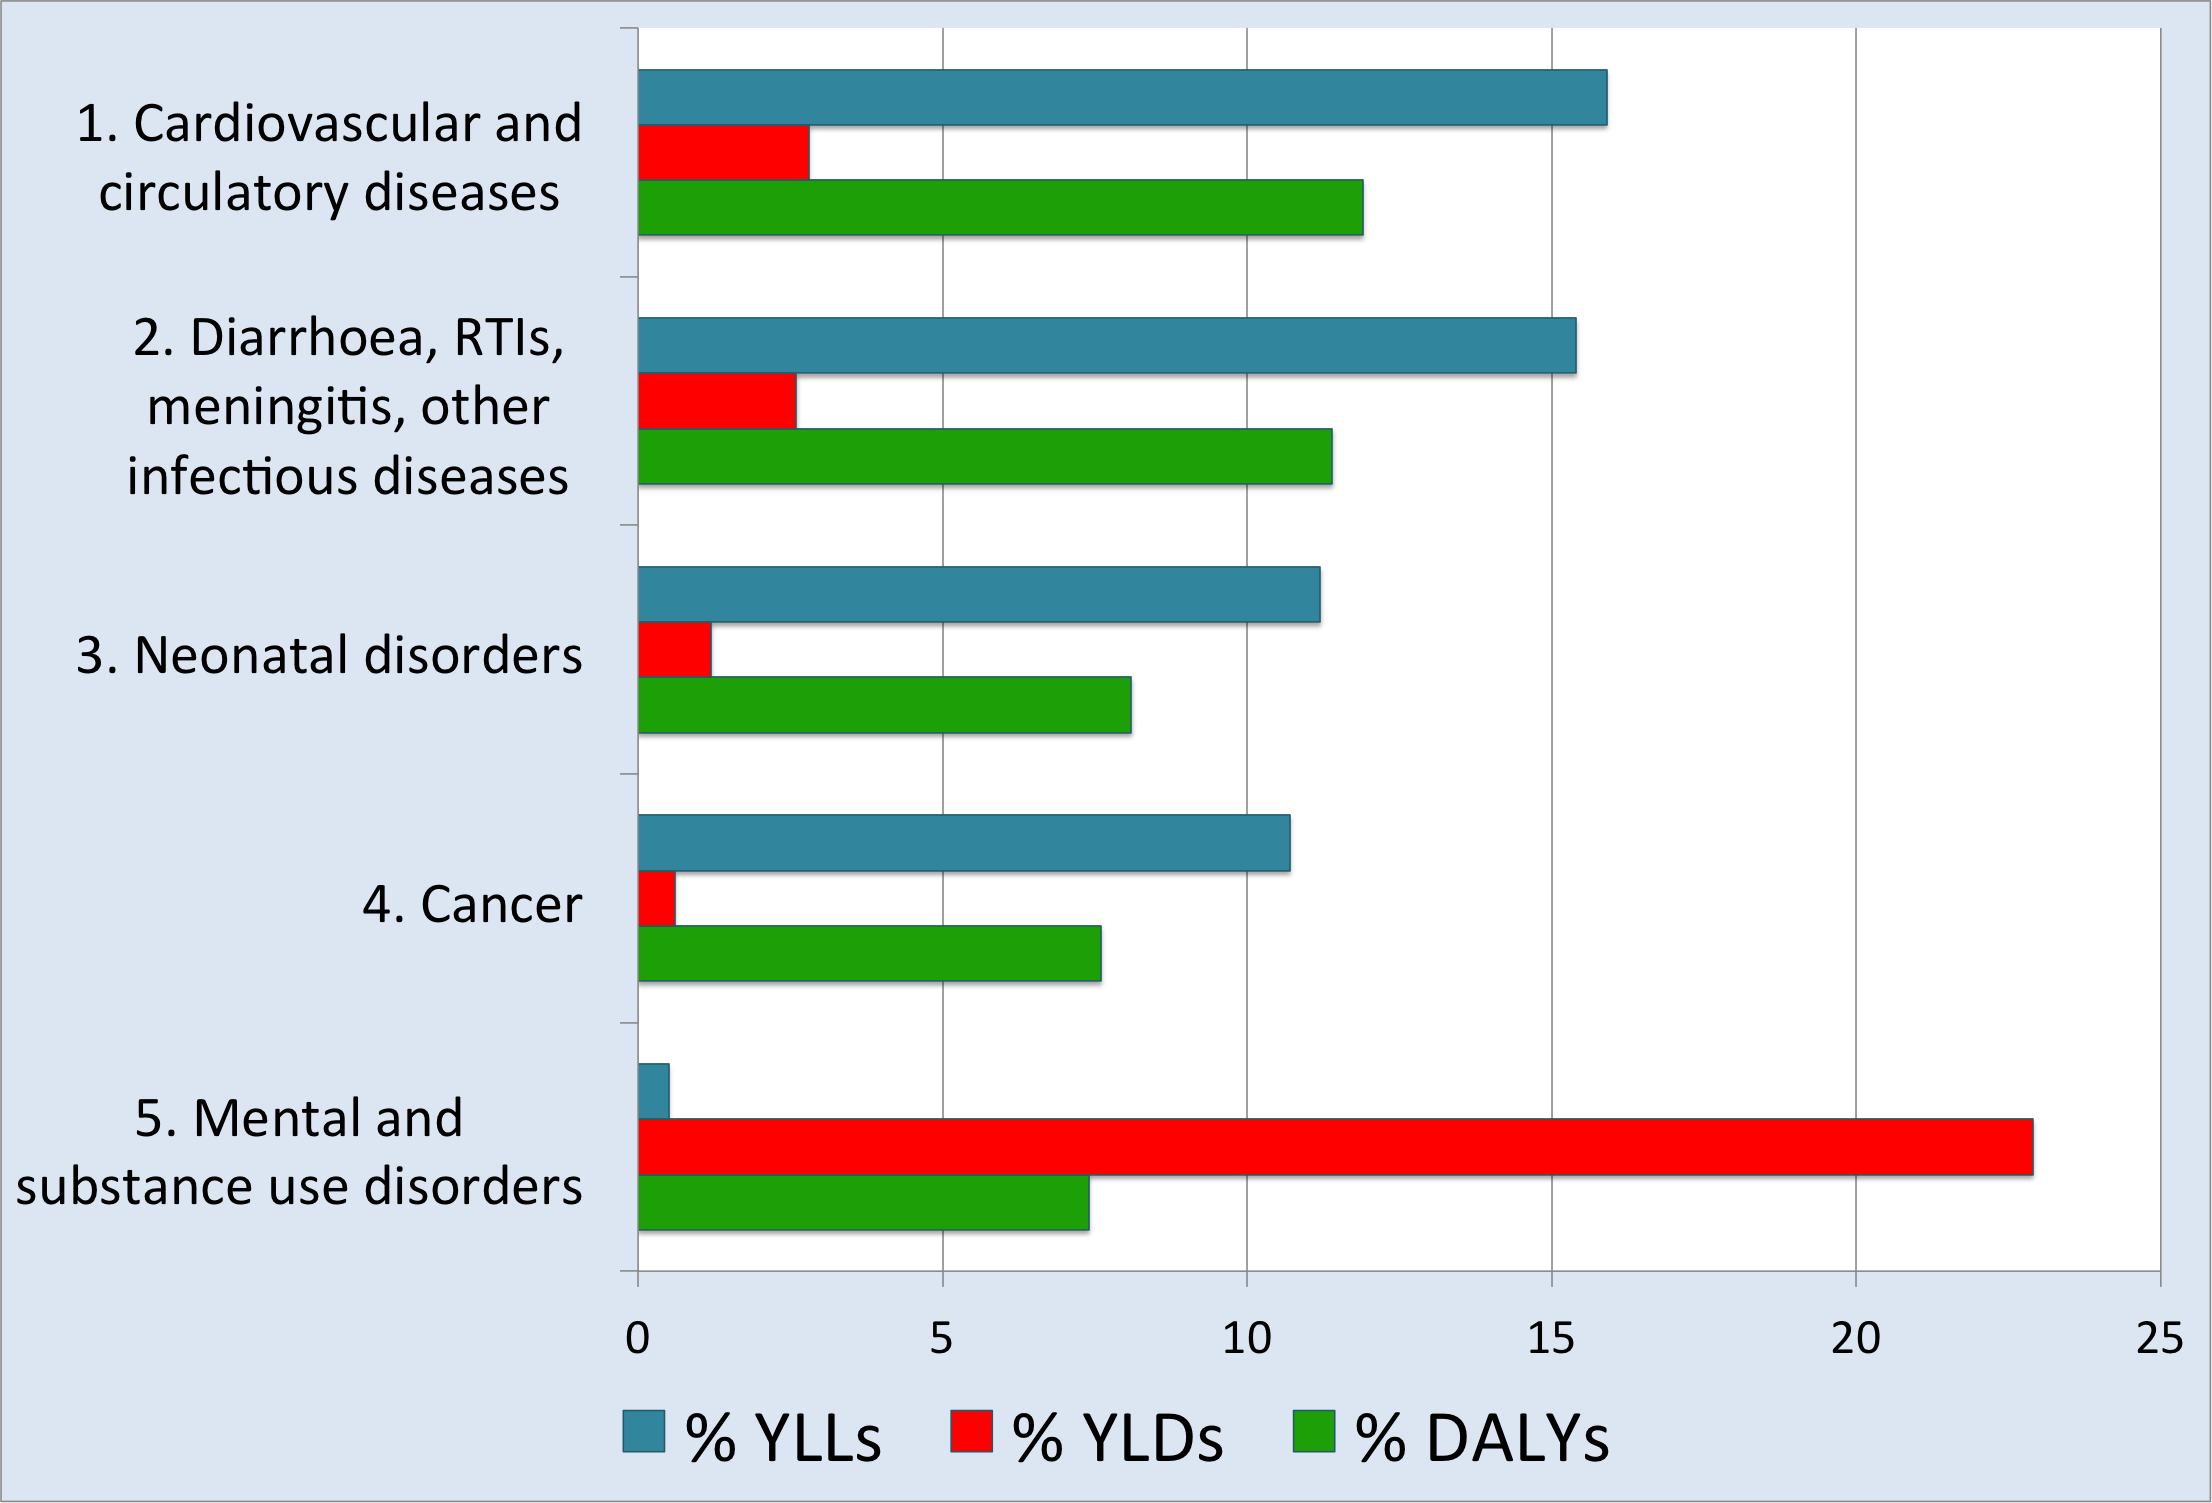 1. Cardiovascular and
circulatory diseases
2. Diarrhoea, RTIs,
meningitis, other
infectious diseases
3. Neonatal disorders
4. Cancer
5. Mental and
substance use disorders
0 5 10 15 20 25
% YLLs % YLDs % DALYs